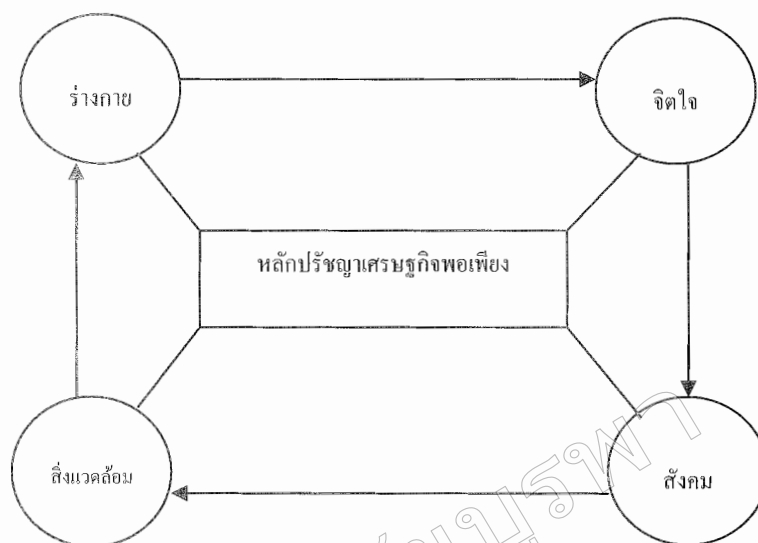 ร่างกาย
จิตใจ
หลักปรัชญาเศรษฐกิจพอเพียง
สิ่งแวดล้อม
สังคม